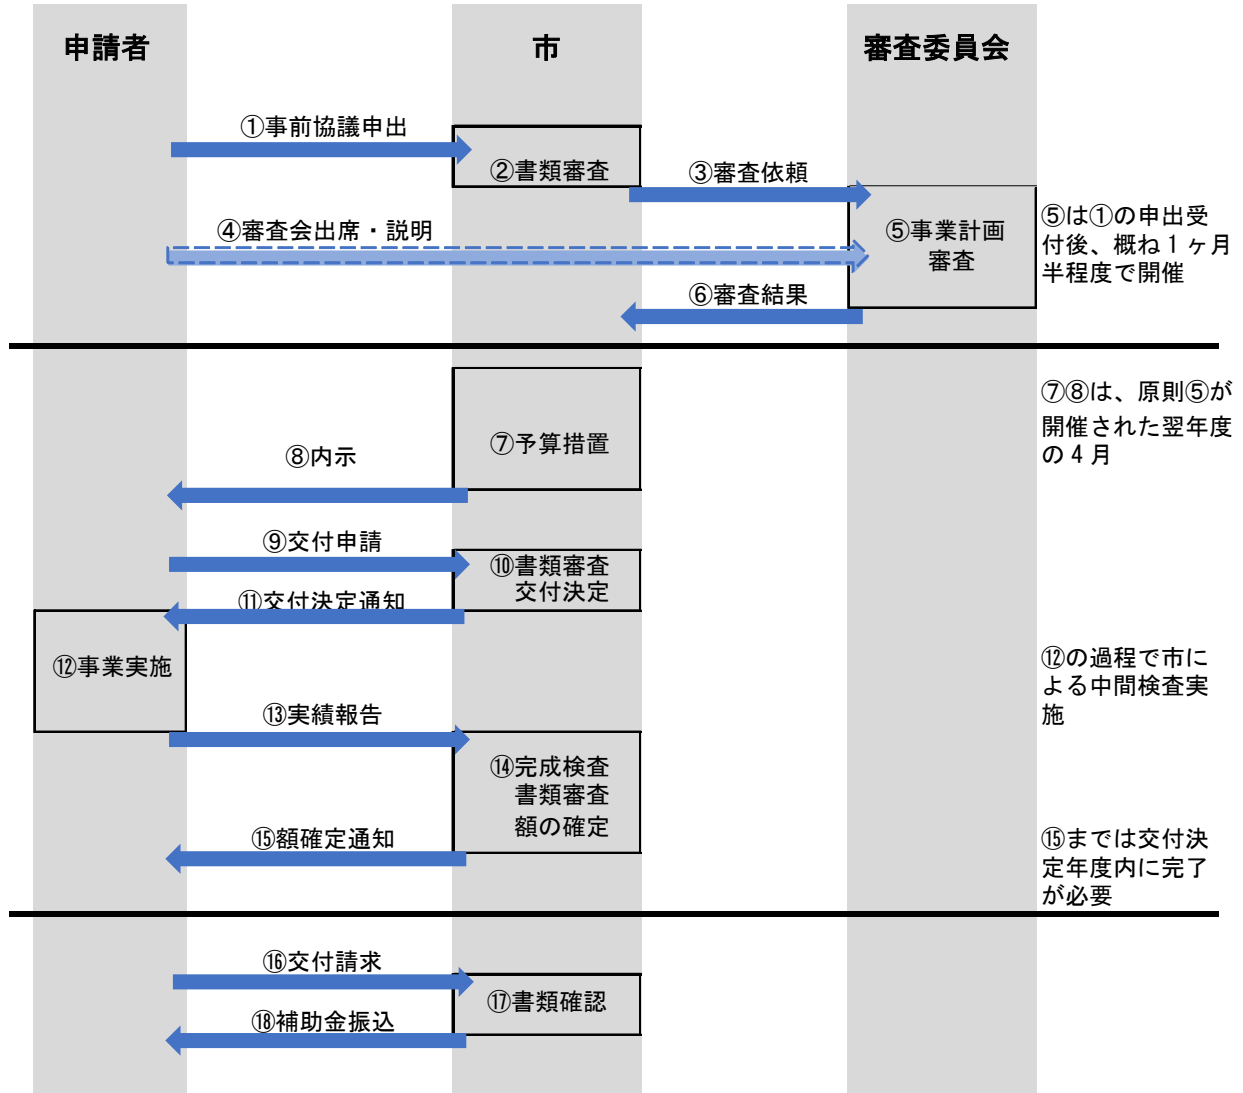 申請者
市
審査委員会
①事前協議申出
②書類審査
③審査依頼
④審査会出席・説明
⑤事業計画
審査
⑤は①の申出受
付後、概ね１ヶ月
半程度で開催
⑥審査結果
⑦⑧は、原則⑤が
開催された翌年度
の４月
⑦予算措置
⑧内示
⑨交付申請
⑩書類審査
交付決定
⑪交付決定通知
⑫事業実施
⑫の過程で市に
よる中間検査実
施
⑬実績報告
⑭完成検査
書類審査
額の確定
⑮額確定通知
⑮までは交付決
定年度内に完了
が必要
⑯交付請求
⑰書類確認
⑱補助金振込